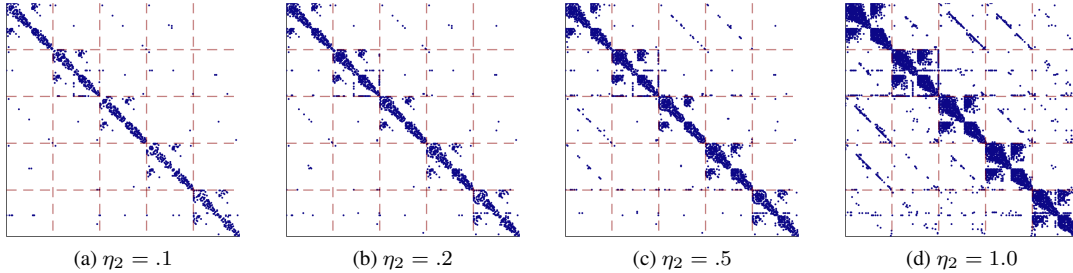 (a) η₂ = .1
(b) η₂ = .2
(c) η₂ = .5
(d) η₂ = 1.0